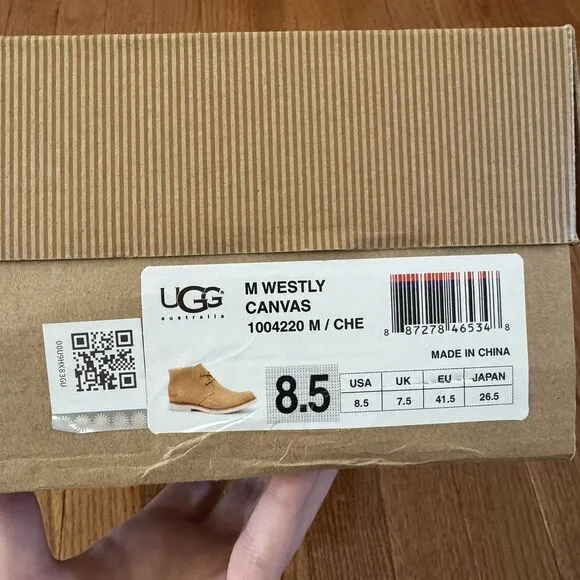 UGG
australia
M WESTLY
CANVAS
1004220 M / CHE
8 87278 46534 8
MADE IN CHINA
8.5
USA UK EU JAPAN
8.5 7.5 41.5 26.5
00U9HX83GU